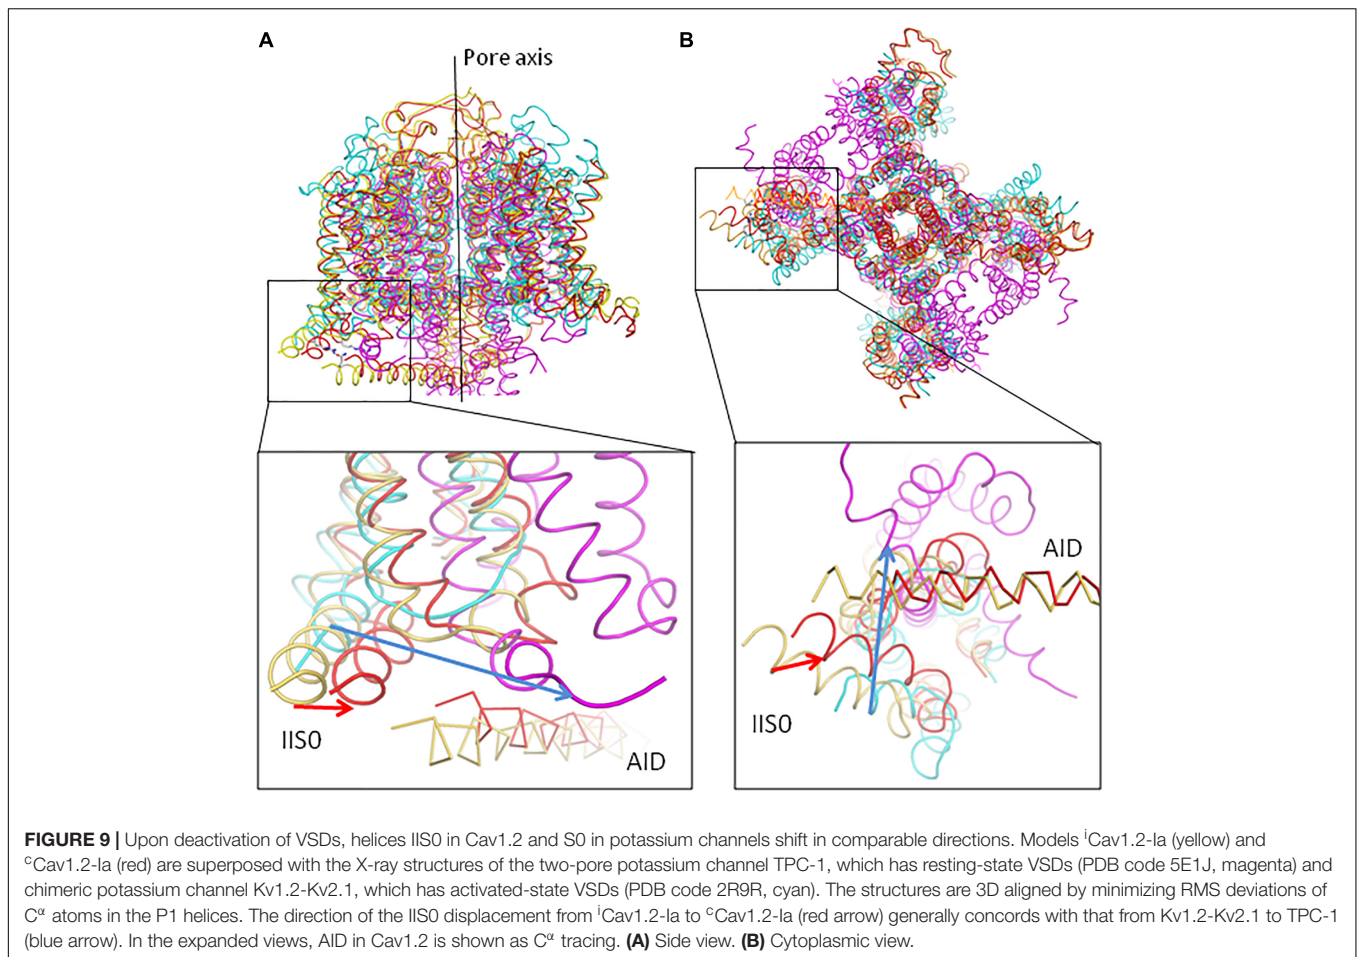 A
B
Pore axis
IIS0
AID
AID
IIS0
FIGURE 9 | Upon deactivation of VSDs, helices IIS0 in Cav1.2 and S0 in potassium channels shift in comparable directions. Models ⁱCav1.2-Ia (yellow) and
ᶜCav1.2-Ia (red) are superposed with the X-ray structures of the two-pore potassium channel TPC-1, which has resting-state VSDs (PDB code 5E1J, magenta) and
chimeric potassium channel Kv1.2-Kv2.1, which has activated-state VSDs (PDB code 2R9R, cyan). The structures are 3D aligned by minimizing RMS deviations of
Cᵅ atoms in the P1 helices. The direction of the IIS0 displacement from ⁱCav1.2-Ia to ᶜCav1.2-Ia (red arrow) generally concords with that from Kv1.2-Kv2.1 to TPC-1
(blue arrow). In the expanded views, AID in Cav1.2 is shown as Cᵅ tracing. (A) Side view. (B) Cytoplasmic view.